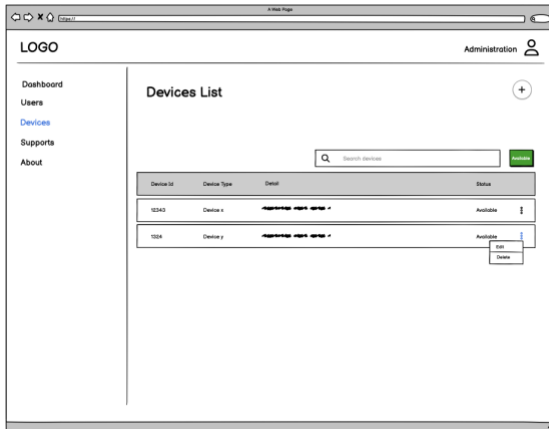 A Web Page
https://
LOGO
Administration
Dashboard
Users
Devices
Supports
About
Devices List
+
Search devices
Available
Device Id Device Type Detail Status
12343 Device x Available
1324 Device y Available
Edit
Delete